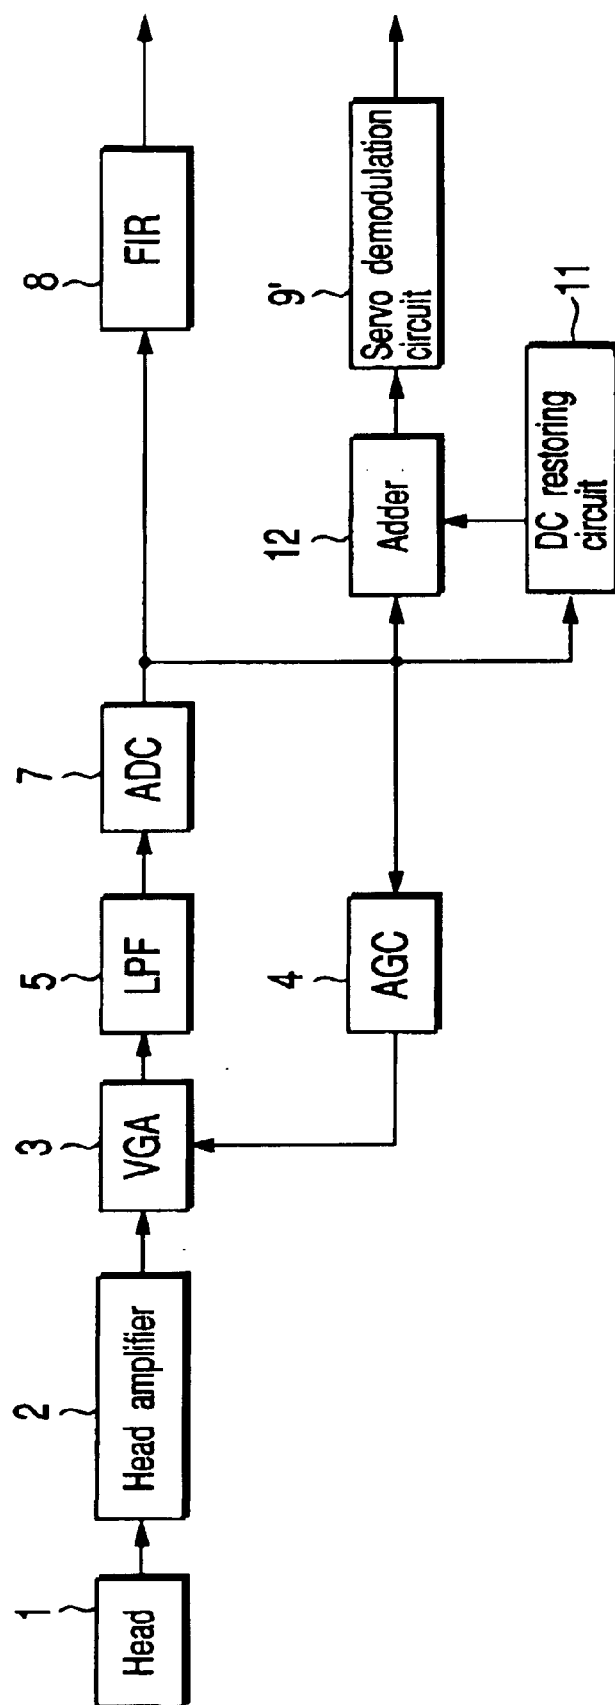 1
Head
2
Head amplifier
3
VGA
5
LPF
7
ADC
8
FIR
4
AGC
12
Adder
9'
Servo demodulation
circuit
11
DC restoring
circuit